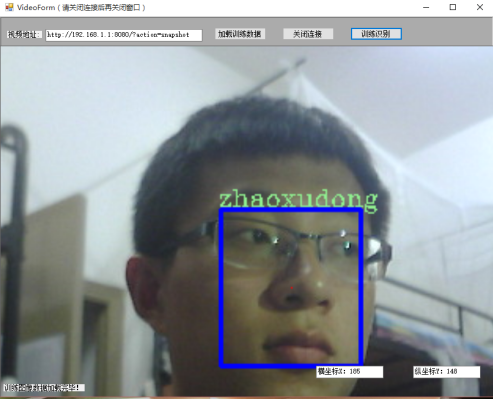 VideoForm（请关闭连接后再关闭窗口）
视频地址: http://192.168.1.1:8080/?action=snapshot 加载训练数据 关闭连接 训练识别
zhaoxudong
横坐标X: 185 纵坐标Y: 148